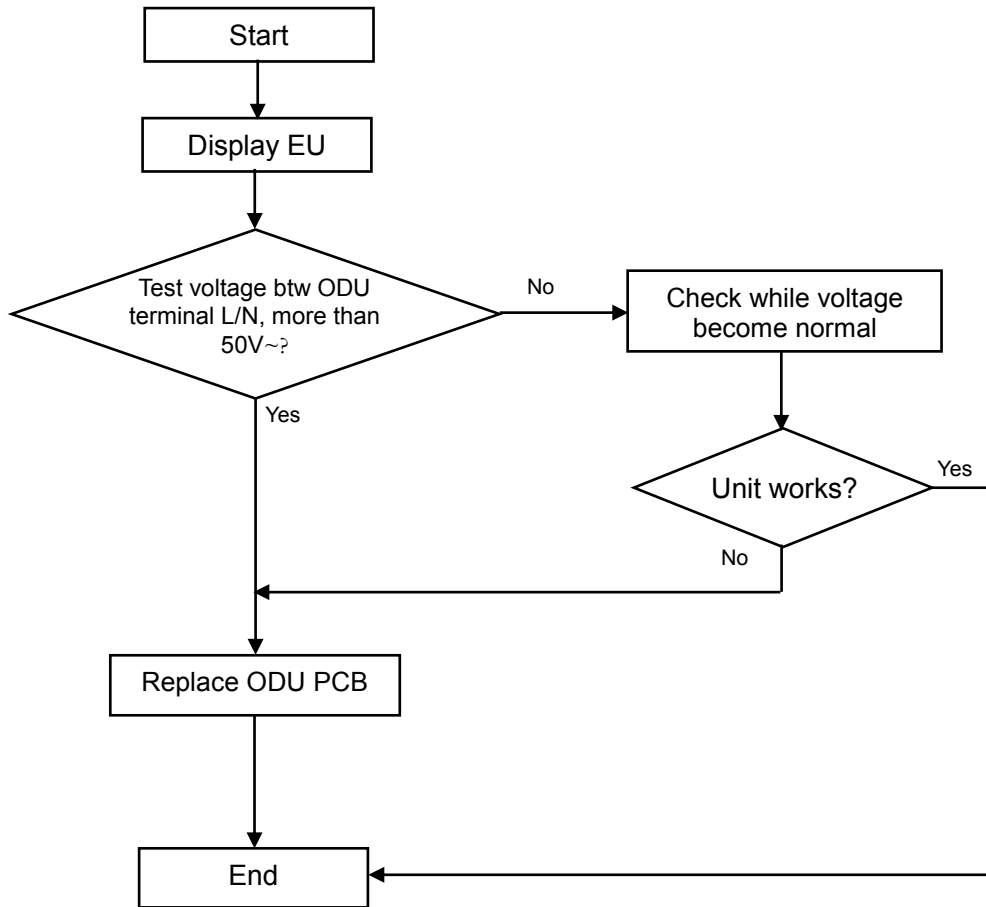 Start
Display EU
Test voltage btw ODU
terminal L/N, more than
50V~?
No
Check while voltage
become normal
Yes
Unit works?
Yes
No
Replace ODU PCB
End